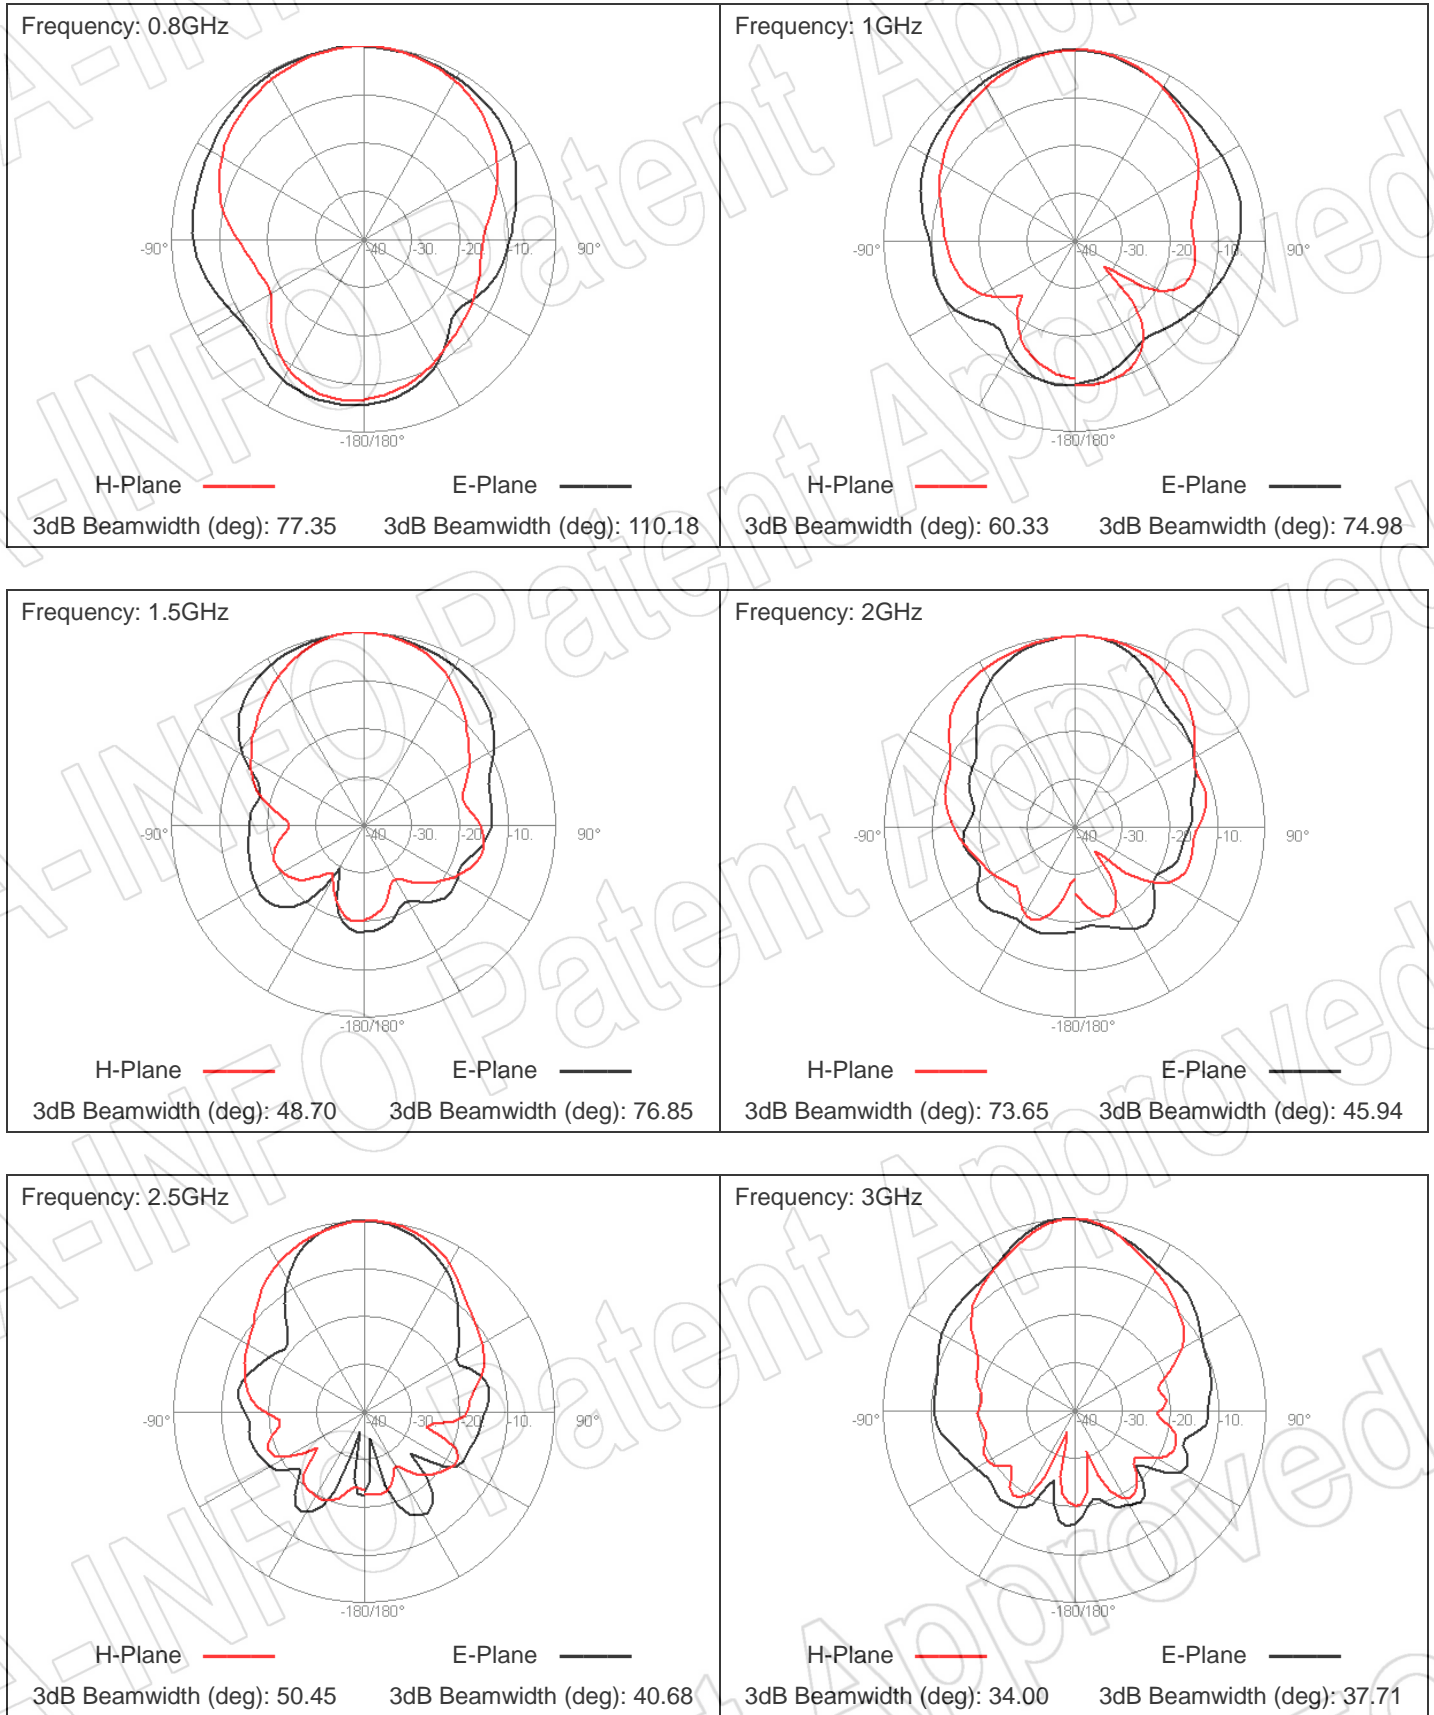 Frequency: 0.8GHz
-90°
-40
-30.
-20.
-10.
90°
-180/180°
H-Plane
E-Plane
3dB Beamwidth (deg): 77.35
3dB Beamwidth (deg): 110.18
Frequency: 1GHz
-90°
-40
-30.
-20.
-10.
90°
-180/180°
H-Plane
E-Plane
3dB Beamwidth (deg): 60.33
3dB Beamwidth (deg): 74.98
Frequency: 1.5GHz
-90°
-40
-30.
-20.
-10.
90°
-180/180°
H-Plane
E-Plane
3dB Beamwidth (deg): 48.70
3dB Beamwidth (deg): 76.85
Frequency: 2GHz
-90°
-40
-30.
-20.
-10.
90°
-180/180°
H-Plane
E-Plane
3dB Beamwidth (deg): 73.65
3dB Beamwidth (deg): 45.94
Frequency: 2.5GHz
-90°
-40
-30.
-20.
-10.
90°
-180/180°
H-Plane
E-Plane
3dB Beamwidth (deg): 50.45
3dB Beamwidth (deg): 40.68
Frequency: 3GHz
-90°
-40
-30.
-20.
-10.
90°
-180/180°
H-Plane
E-Plane
3dB Beamwidth (deg): 34.00
3dB Beamwidth (deg): 37.71
A-INFO Patent Approved
A-INFO Patent Approved
A-INFO Patent Approved